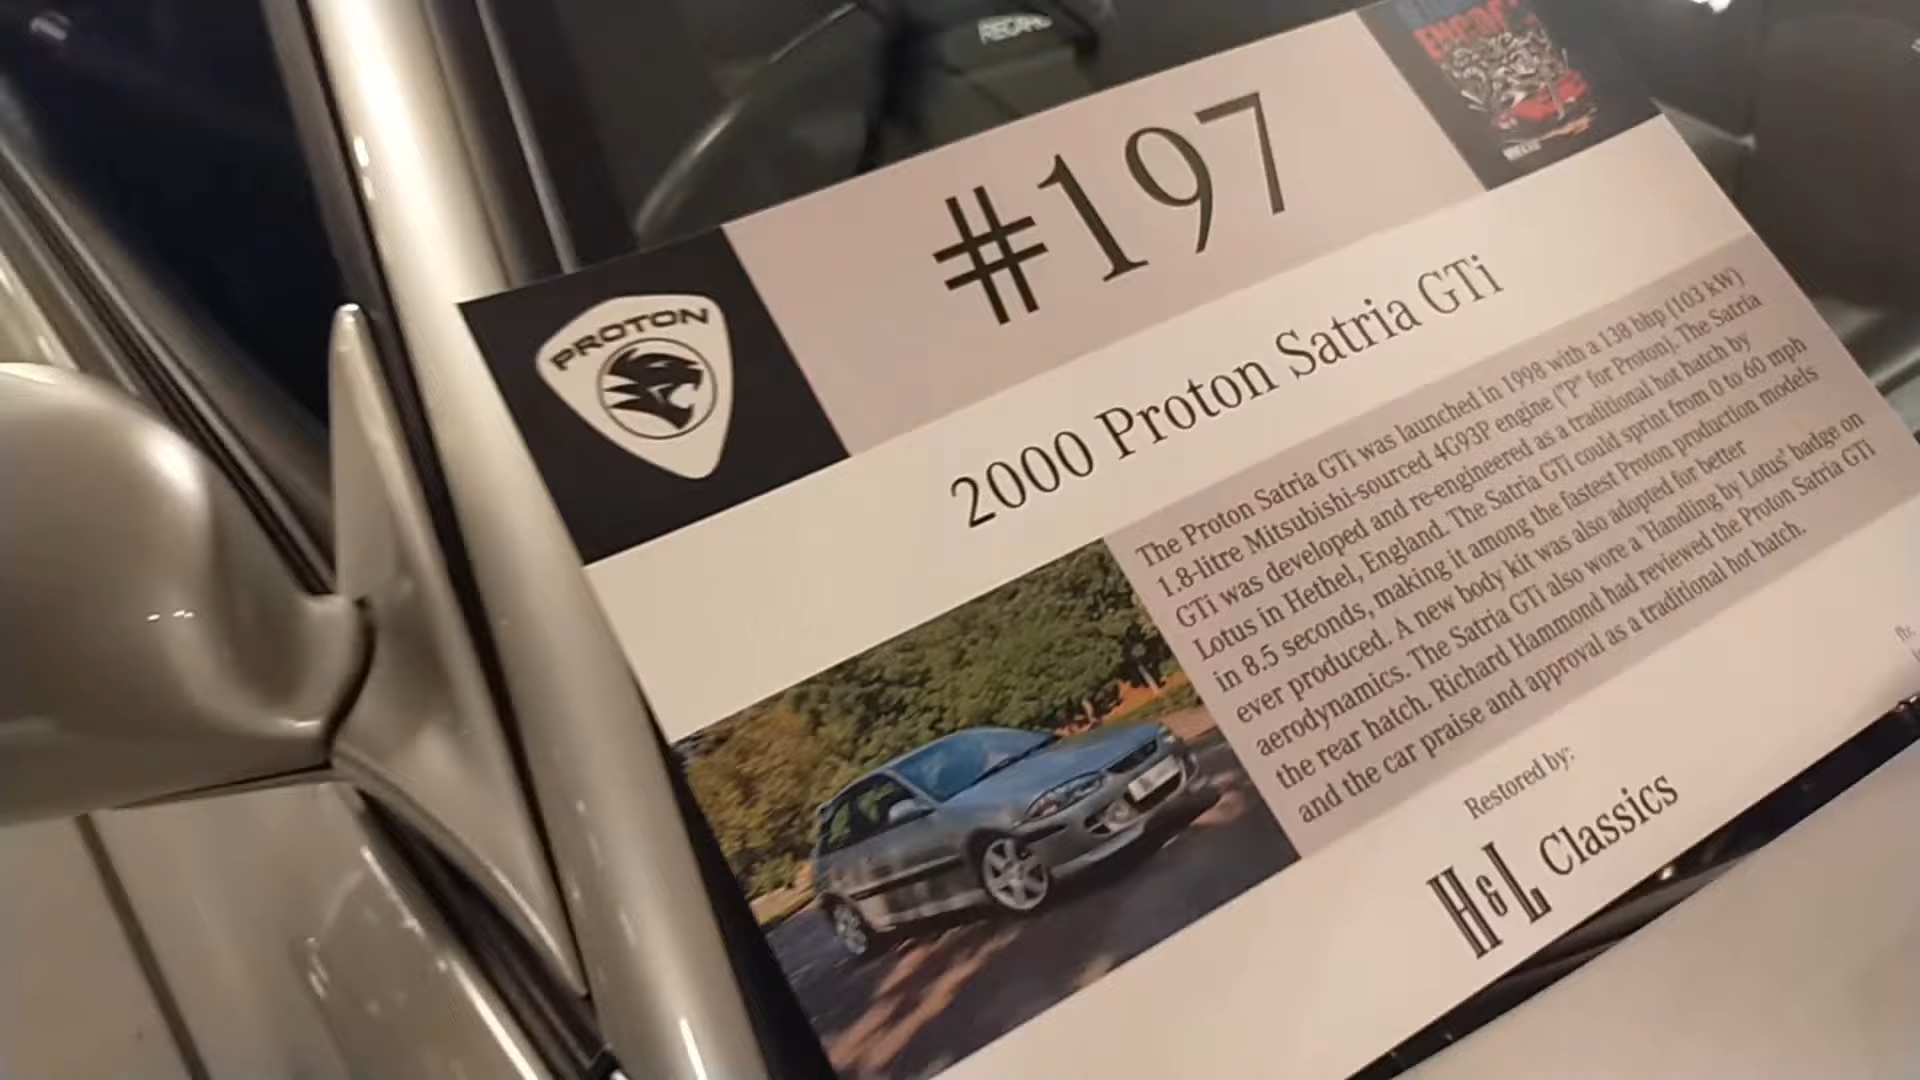 RECARO
#197
PROTON
2000 Proton Satria GTi
The Proton Satria GTi was launched in 1998 with a 138 bhp (103 kW)
1.8-litre Mitsubishi-sourced 4G93P engine ("P" for Proton). The Satria
GTi was developed and re-engineered as a traditional hot hatch by
Lotus in Hethel, England. The Satria GTi could sprint from 0 to 60 mph
in 8.5 seconds, making it among the fastest Proton production models
ever produced. A new body kit was also adopted for better
aerodynamics. The Satria GTi also wore a 'Handling by Lotus' badge on
the rear hatch. Richard Hammond had reviewed the Proton Satria GTi
and the car praise and approval as a traditional hot hatch.
Restored by:
H&L Classics